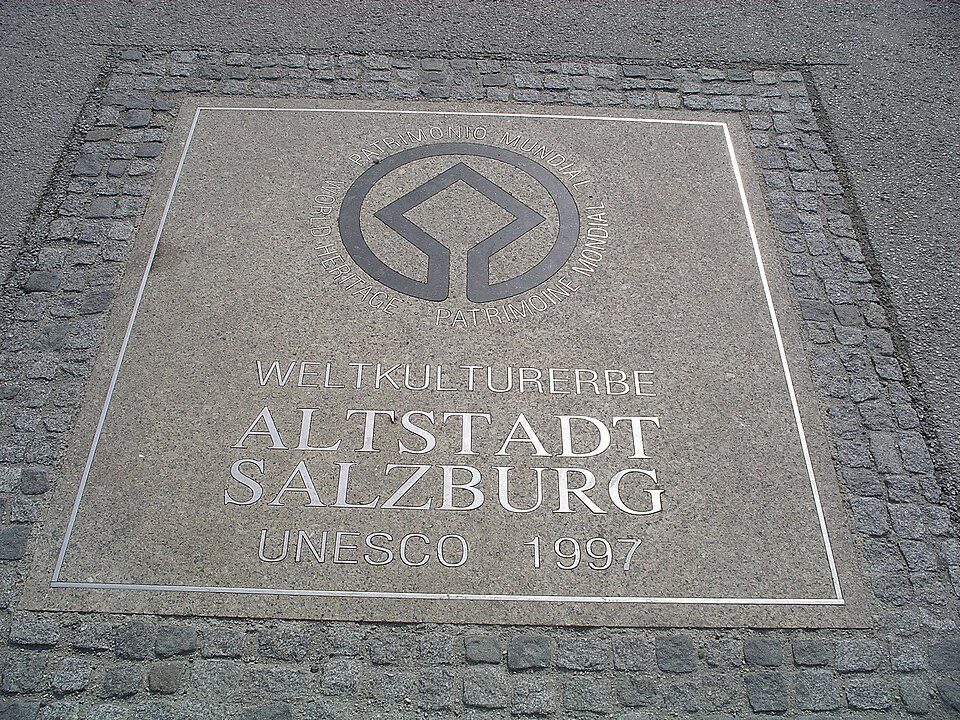 PATRIMONIO MUNDIAL
WORLD HERITAGE
PATRIMOINE MONDIAL
WELTKULTURERBE
ALTSTADT
SALZBURG
UNESCO 1997